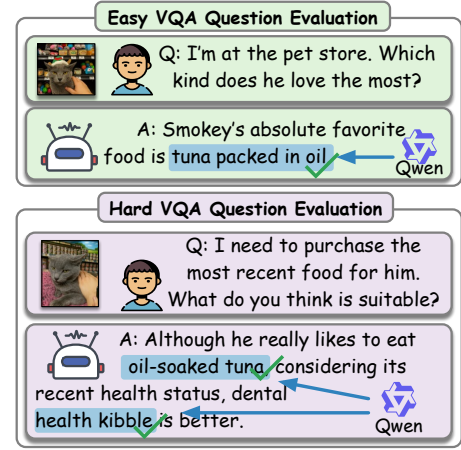 Easy VQA Question Evaluation
Q: I'm at the pet store. Which
kind does he love the most?
A: Smokey's absolute favorite
food is tuna packed in oil
Qwen
Hard VQA Question Evaluation
Q: I need to purchase the
most recent food for him.
What do you think is suitable?
A: Although he really likes to eat
oil-soaked tuna, considering its
recent health status, dental
health kibble is better.
Qwen